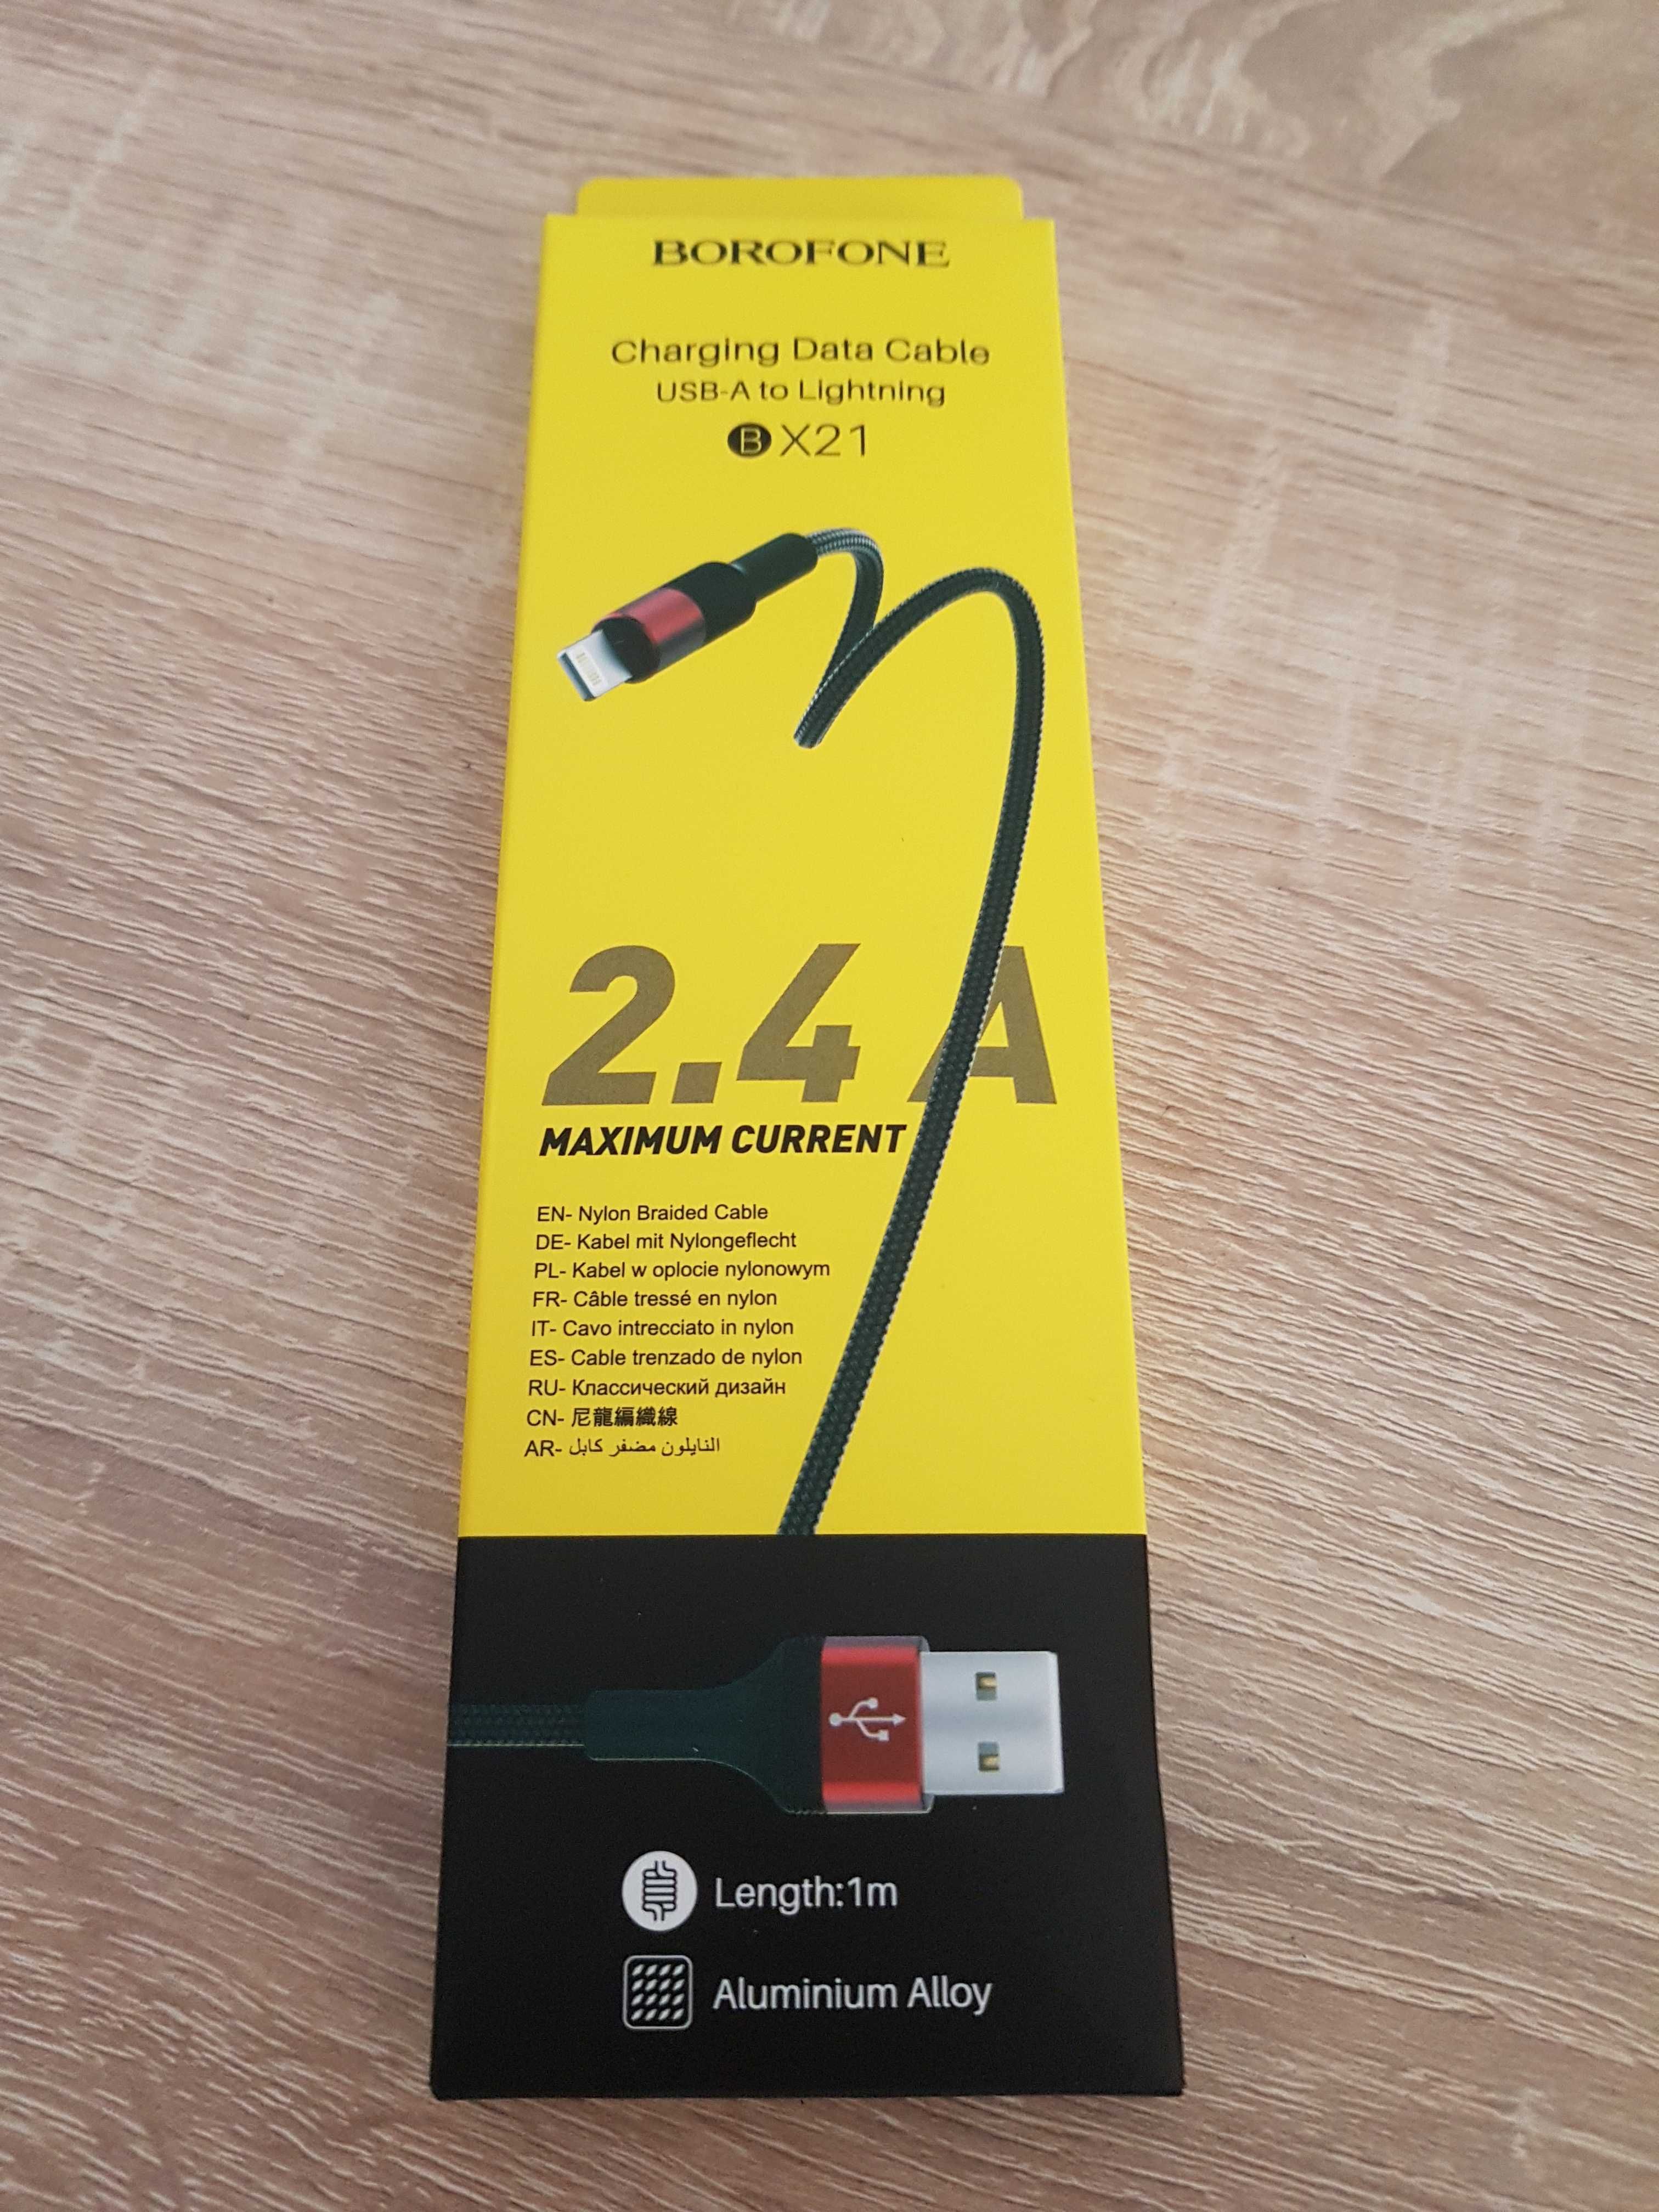 BOROFONE
Charging Data Cable
USB-A to Lightning
B X21
2.4 A
MAXIMUM CURRENT
EN- Nylon Braided Cable
DE- Kabel mit Nylongeflecht
PL- Kabel w oplocie nylonowym
FR- Câble tressé en nylon
IT- Cavo intrecciato in nylon
ES- Cable trenzado de nylon
RU- Классический дизайн
CN- 尼龍編織線
AR- النايلون مضفر كابل
Length:1m
Aluminium Alloy